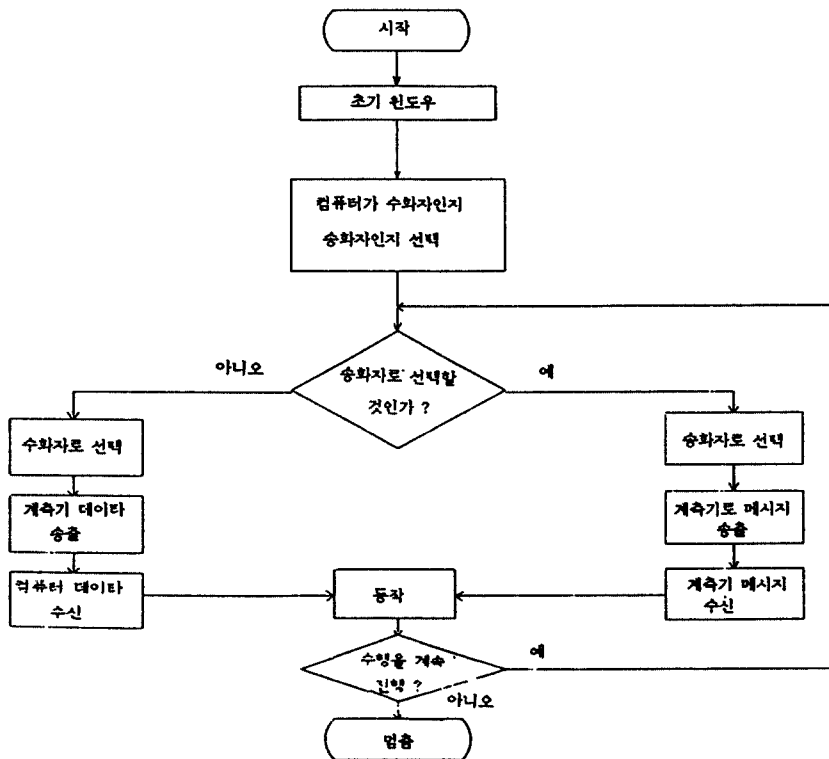 시작
초기 윈도우
컴퓨터가 수화자인지
송화자인지 선택
아니오
송화자로 선택할
것인가 ?
예
수화자로 선택
송화자로 선택
계측기 데이타
송출
계측기로 메시지
송출
컴퓨터 데이타
수신
동작
계측기 메시지
수신
수행을 계속
진행 ?
예
아니오
멈춤